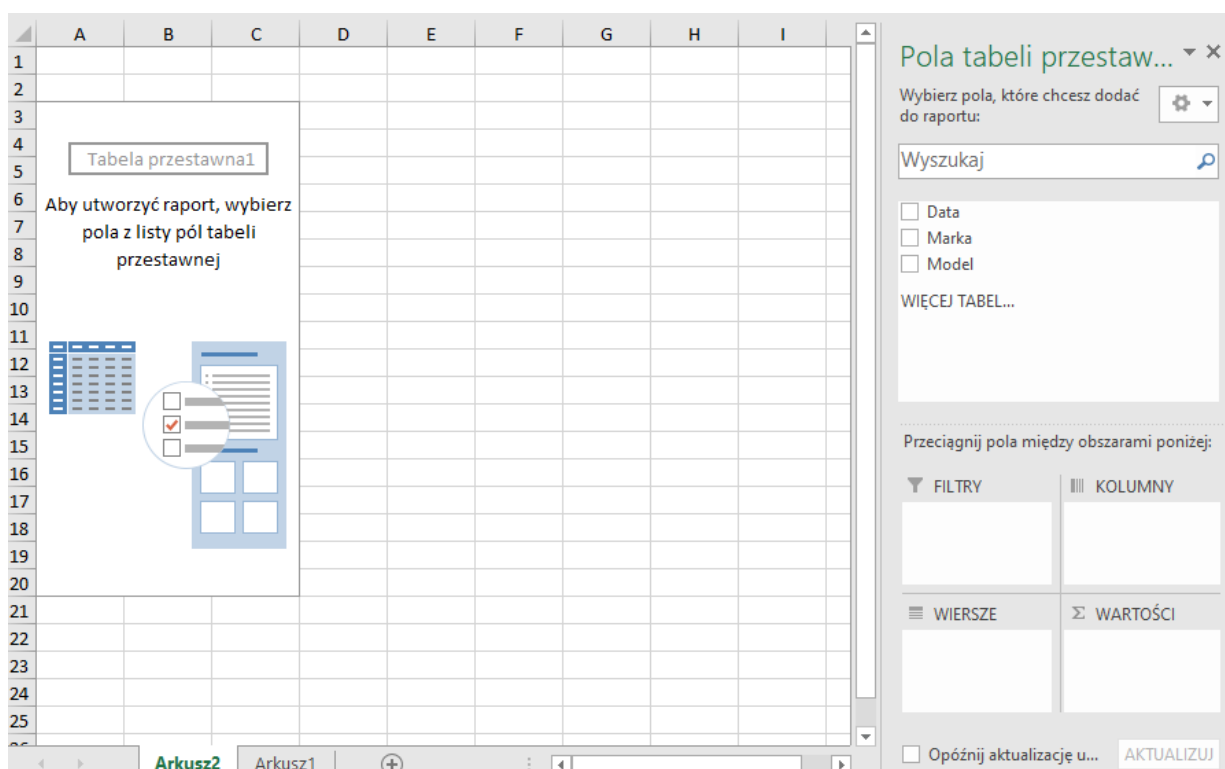 A B C D E F G H I
1
2
3
4
5
6
7
8
9
10
11
12
13
14
15
16
17
18
19
20
21
22
23
24
25
Tabela przestawna1
Aby utworzyć raport, wybierz
pola z listy pól tabeli
przestawnej
Arkusz2 Arkusz1
Pola tabeli przestaw...
Wybierz pola, które chcesz dodać
do raportu:
Wyszukaj
Data
Marka
Model
WIĘCEJ TABEL...
Przeciągnij pola między obszarami poniżej:
FILTRY
KOLUMNY
WIERSZE
Σ WARTOŚCI
Opóźnij aktualizację u... AKTUALIZUJ